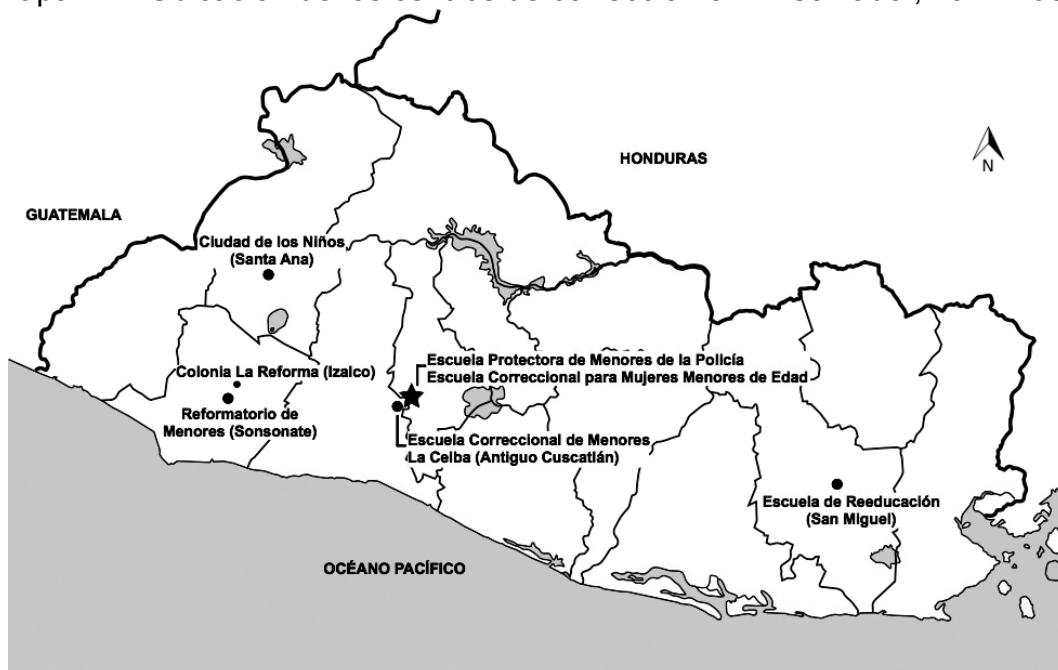 HONDURAS
N
GUATEMALA
Ciudad de los Niños
(Santa Ana)
Escuela Protectora de Menores de la Policía
Escuela Correccional para Mujeres Menores de Edad
Colonia La Reforma (Izalco)
Reformatorio de
Menores (Sonsonate)
Escuela Correccional de Menores
La Ceiba (Antiguo Cuscatlán)
Escuela de Reeducación
(San Miguel)
OCÉANO PACÍFICO